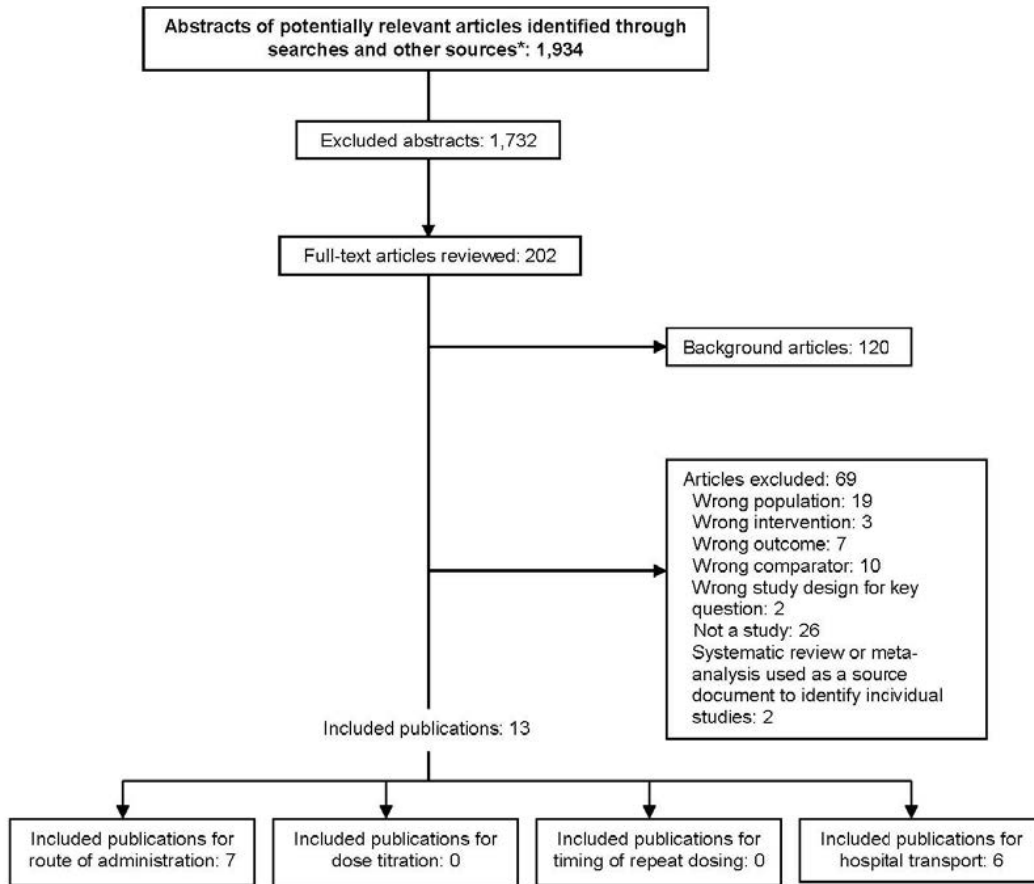 Abstracts of potentially relevant articles identified through
searches and other sources*: 1,934
Excluded abstracts: 1,732
Full-text articles reviewed: 202
Background articles: 120
Articles excluded: 69
Wrong population: 19
Wrong intervention: 3
Wrong outcome: 7
Wrong comparator: 10
Wrong study design for key
question: 2
Not a study: 26
Systematic review or meta-
analysis used as a source
document to identify individual
studies: 2
Included publications: 13
Included publications for
route of administration: 7
Included publications for
dose titration: 0
Included publications for
timing of repeat dosing: 0
Included publications for
hospital transport: 6